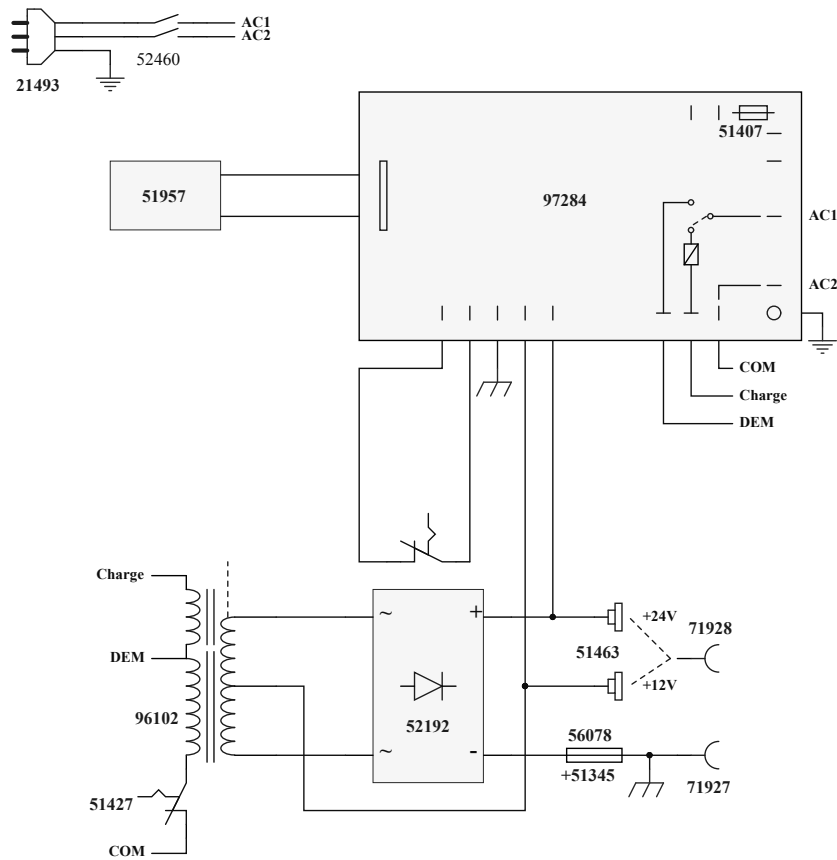 AC1
AC2
52460
21493
51407
51957
97284
AC1
AC2
COM
Charge
DEM
Charge
~
+
+24V
71928
DEM
51463
+12V
96102
52192
56078
~
-
+51345
71927
51427
COM